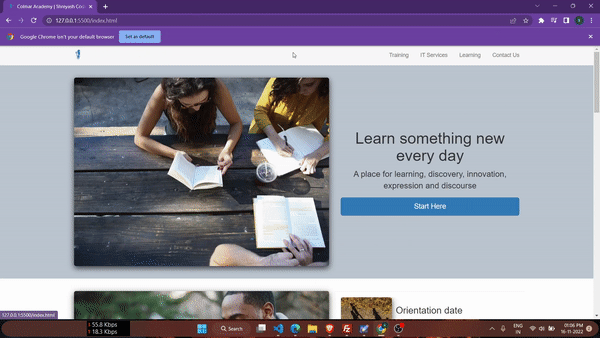 Colmar Academy | Shreyash Gock
127.0.0.1:5500/index.html
Google Chrome isn't your default browser
Set as default
Training
IT Services
Learning
Contact Us
Learn something new
every day
A place for learning, discovery, innovation,
expression and discourse
Start Here
Orientation date
127.0.0.1:5500/index.html
55.8 Kbps
18.3 Kbps
Search
ENG
IN
01:06 PM
16-11-2022